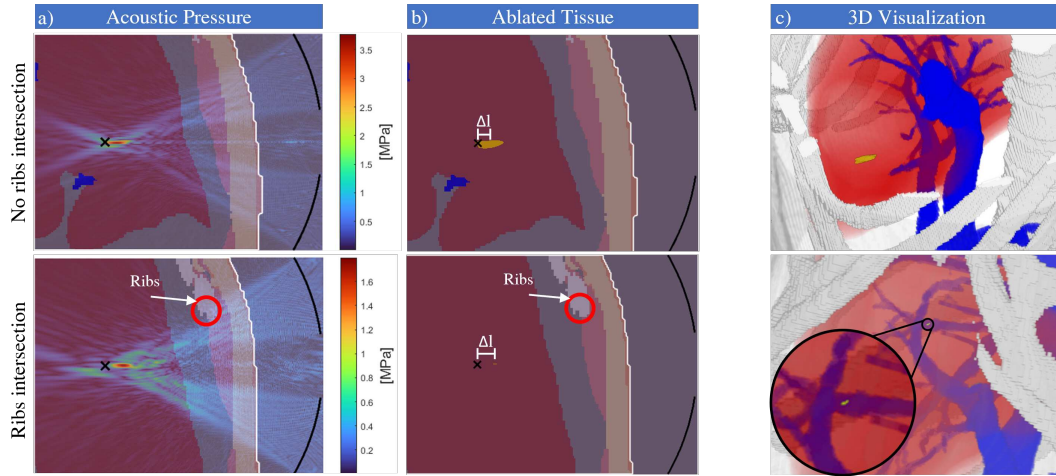 a) Acoustic Pressure
b) Ablated Tissue
c) 3D Visualization
No ribs intersection
3.5
3
2.5
2
1.5
1
0.5
[MPa]
Δl
Ribs intersection
Ribs
1.6
1.4
1.2
1
0.8
0.6
0.4
0.2
[MPa]
Ribs
Δl